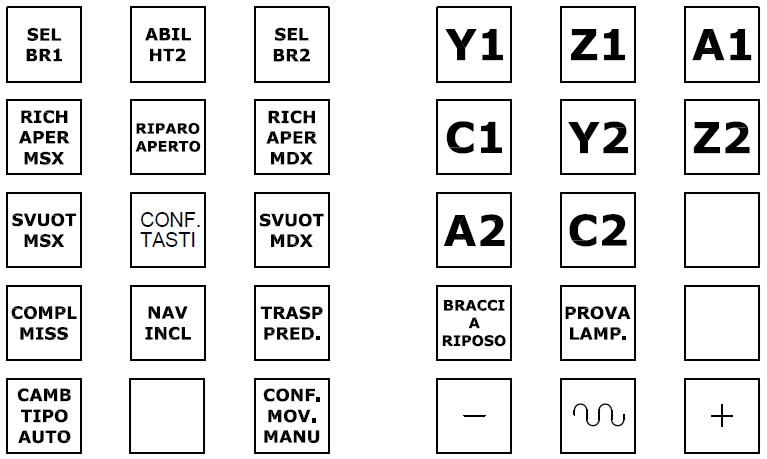 SEL
BR1
ABIL
HT2
SEL
BR2
Y1
Z1
A1
RICH
APER
MSX
RIPARO
APERTO
RICH
APER
MDX
C1
Y2
Z2
SVUOT
MSX
CONF.
TASTI
SVUOT
MDX
A2
C2
COMPL
MISS
NAV
INCL
TRASP
PRED.
BRACCI
A
RIPOSO
PROVA
LAMP.
CAMB
TIPO
AUTO
CONF.
MOV.
MANU
−
+